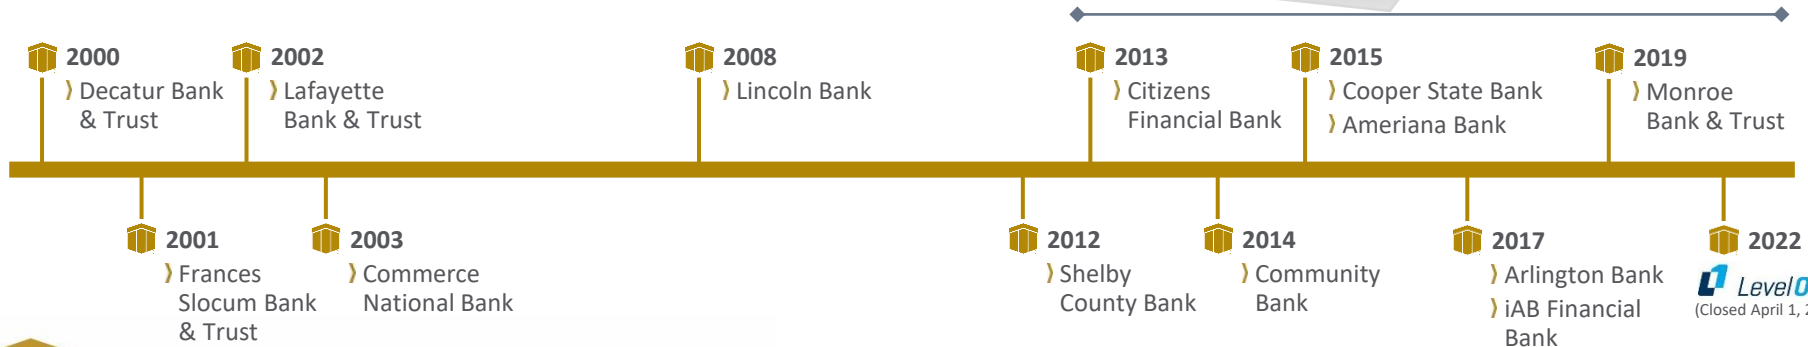 2000
⟩ Decatur Bank
& Trust
2002
⟩ Lafayette
Bank & Trust
2008
⟩ Lincoln Bank
2013
⟩ Citizens
Financial Bank
2015
⟩ Cooper State Bank
⟩ Ameriana Bank
2019
⟩ Monroe
Bank & Trust
2001
⟩ Frances
Slocum Bank
& Trust
2003
⟩ Commerce
National Bank
2012
⟩ Shelby
County Bank
2014
⟩ Community
Bank
2017
⟩ Arlington Bank
⟩ iAB Financial
Bank
2022
Level
(Closed April 1,